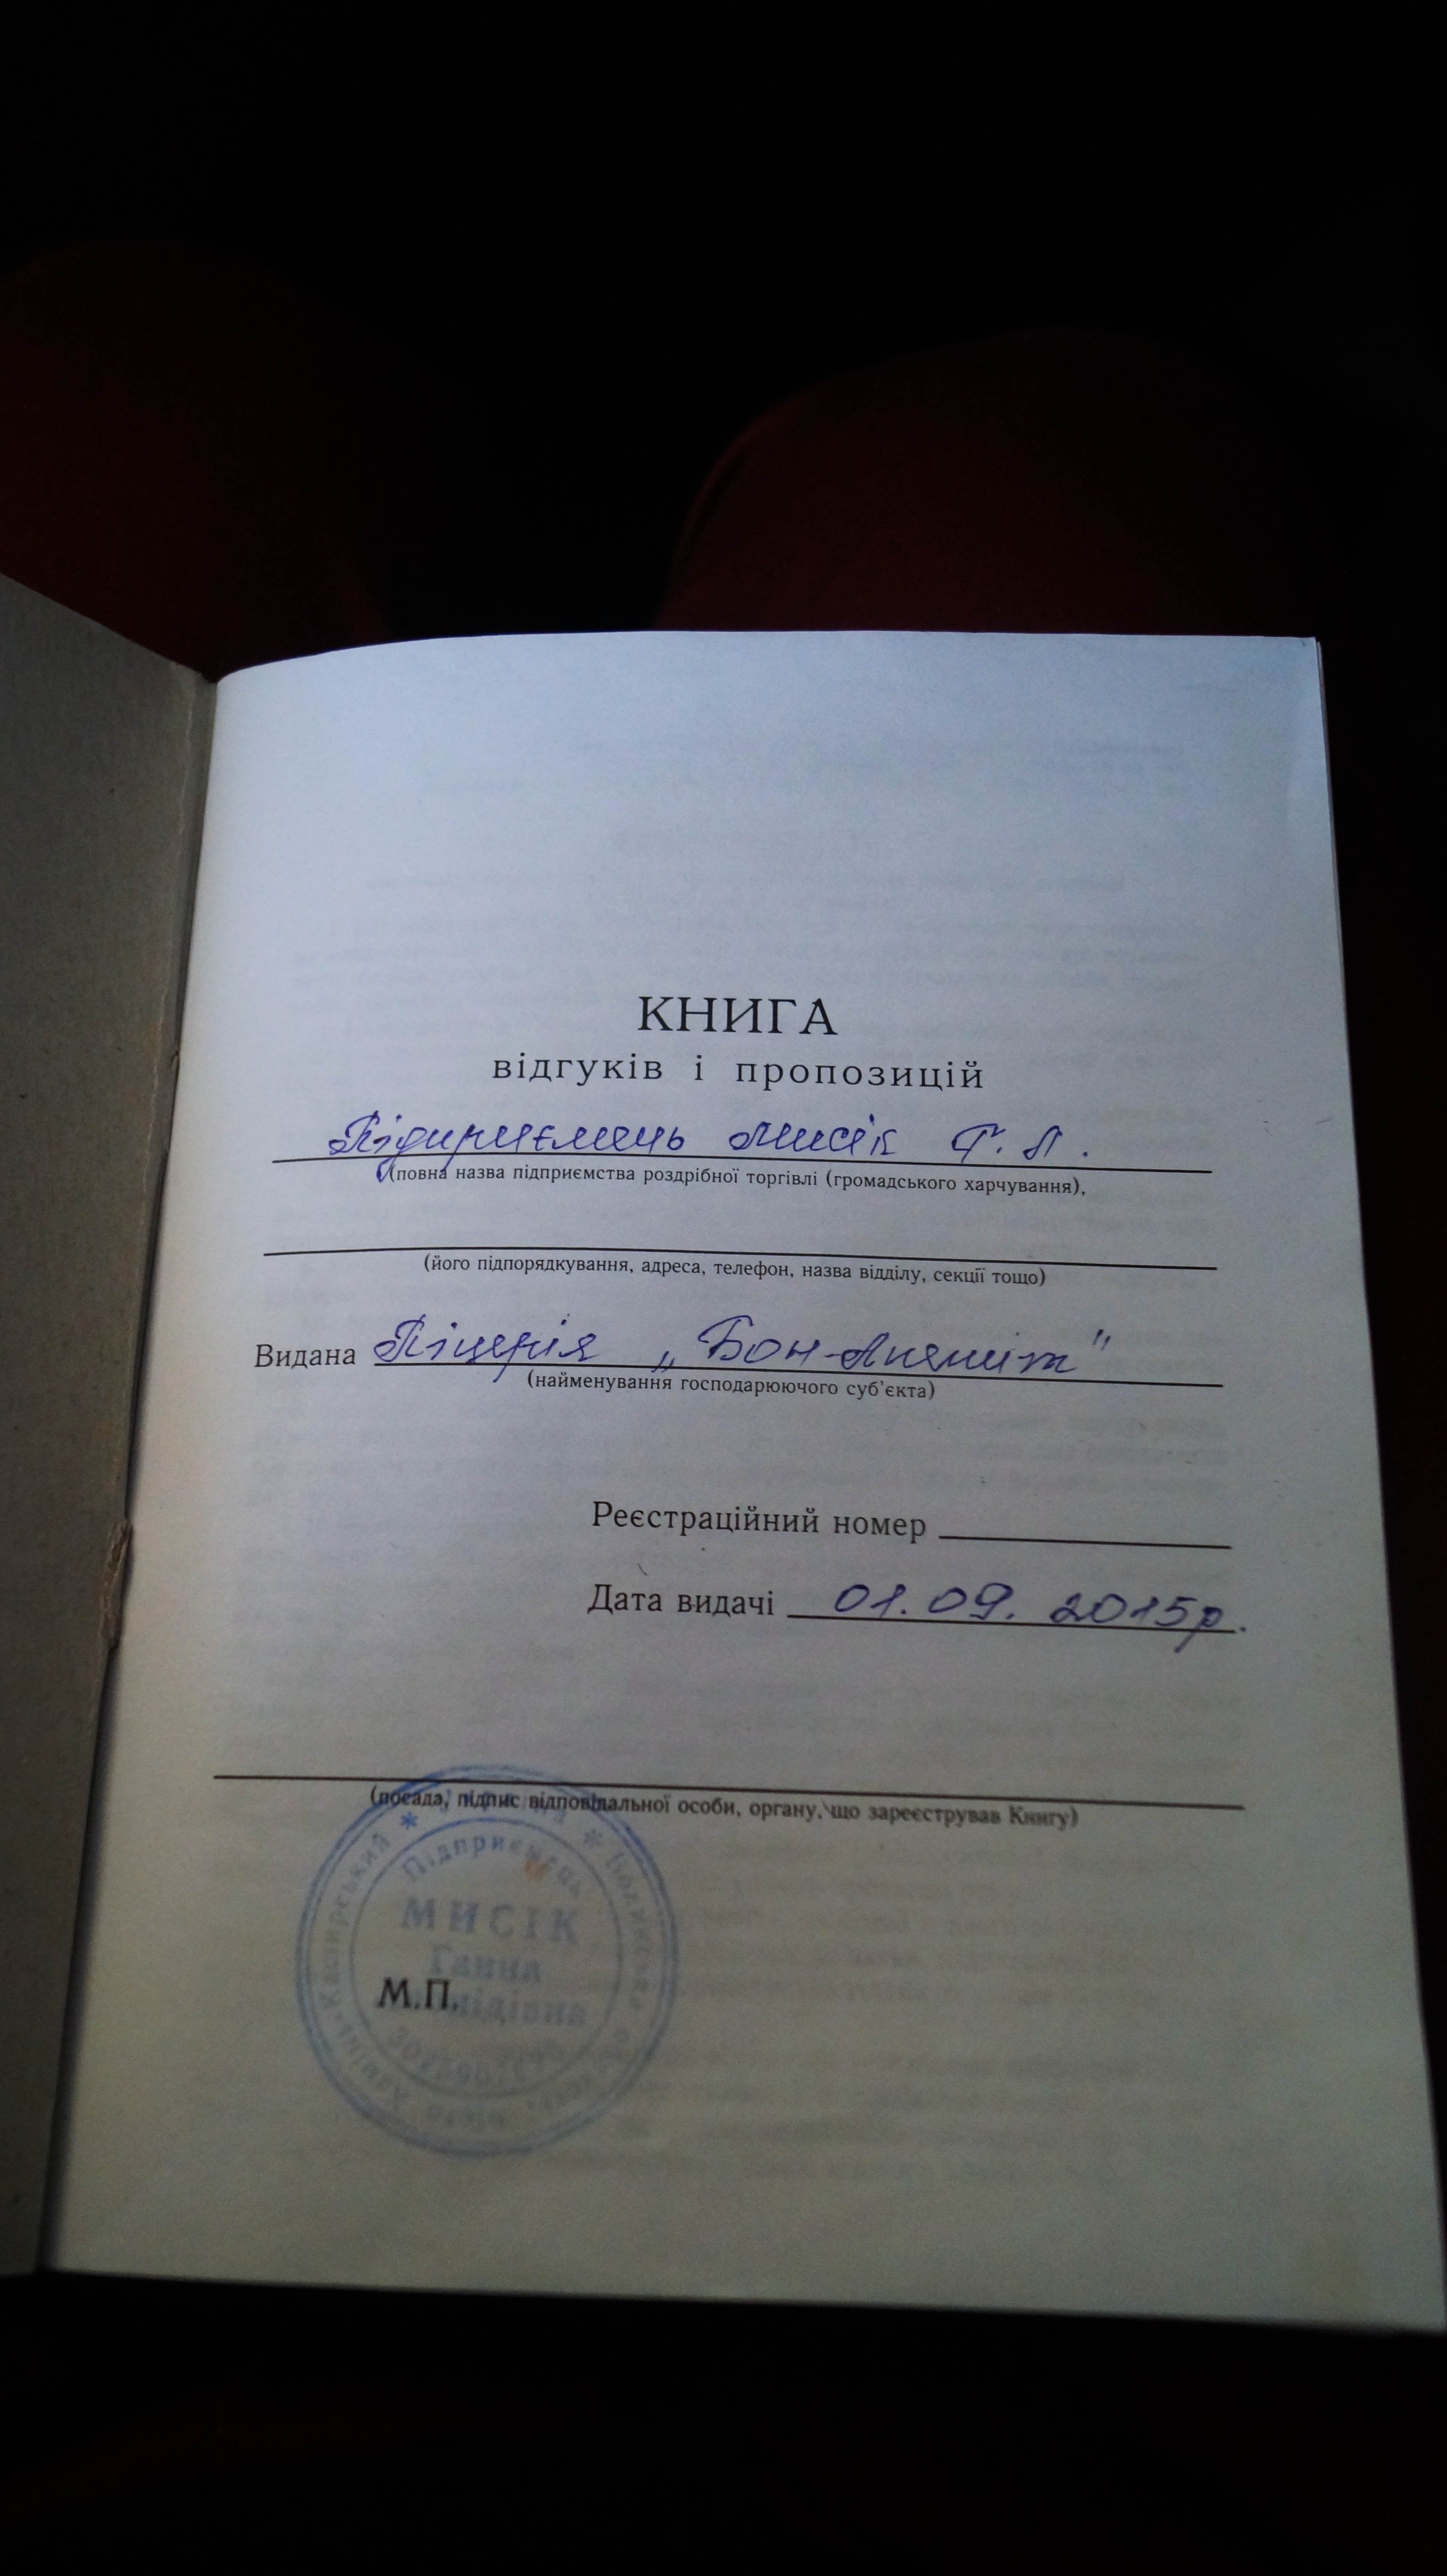 КНИГА
відгуків і пропозицій
Підприємець Мисік Г. Л.
(повна назва підприємства роздрібної торгівлі (громадського харчування),
(його підпорядкування, адреса, телефон, назва відділу, секції тощо)
Видана Піцерія „Бон-Апетит"
(найменування господарюючого суб'єкта)
Реєстраційний номер
Дата видачі 01.09.2015р.
(посада, підпис відповідальної особи, органу, що зареєстрував Книгу)
Підприємець
МИСІК
Ганна
М.П.